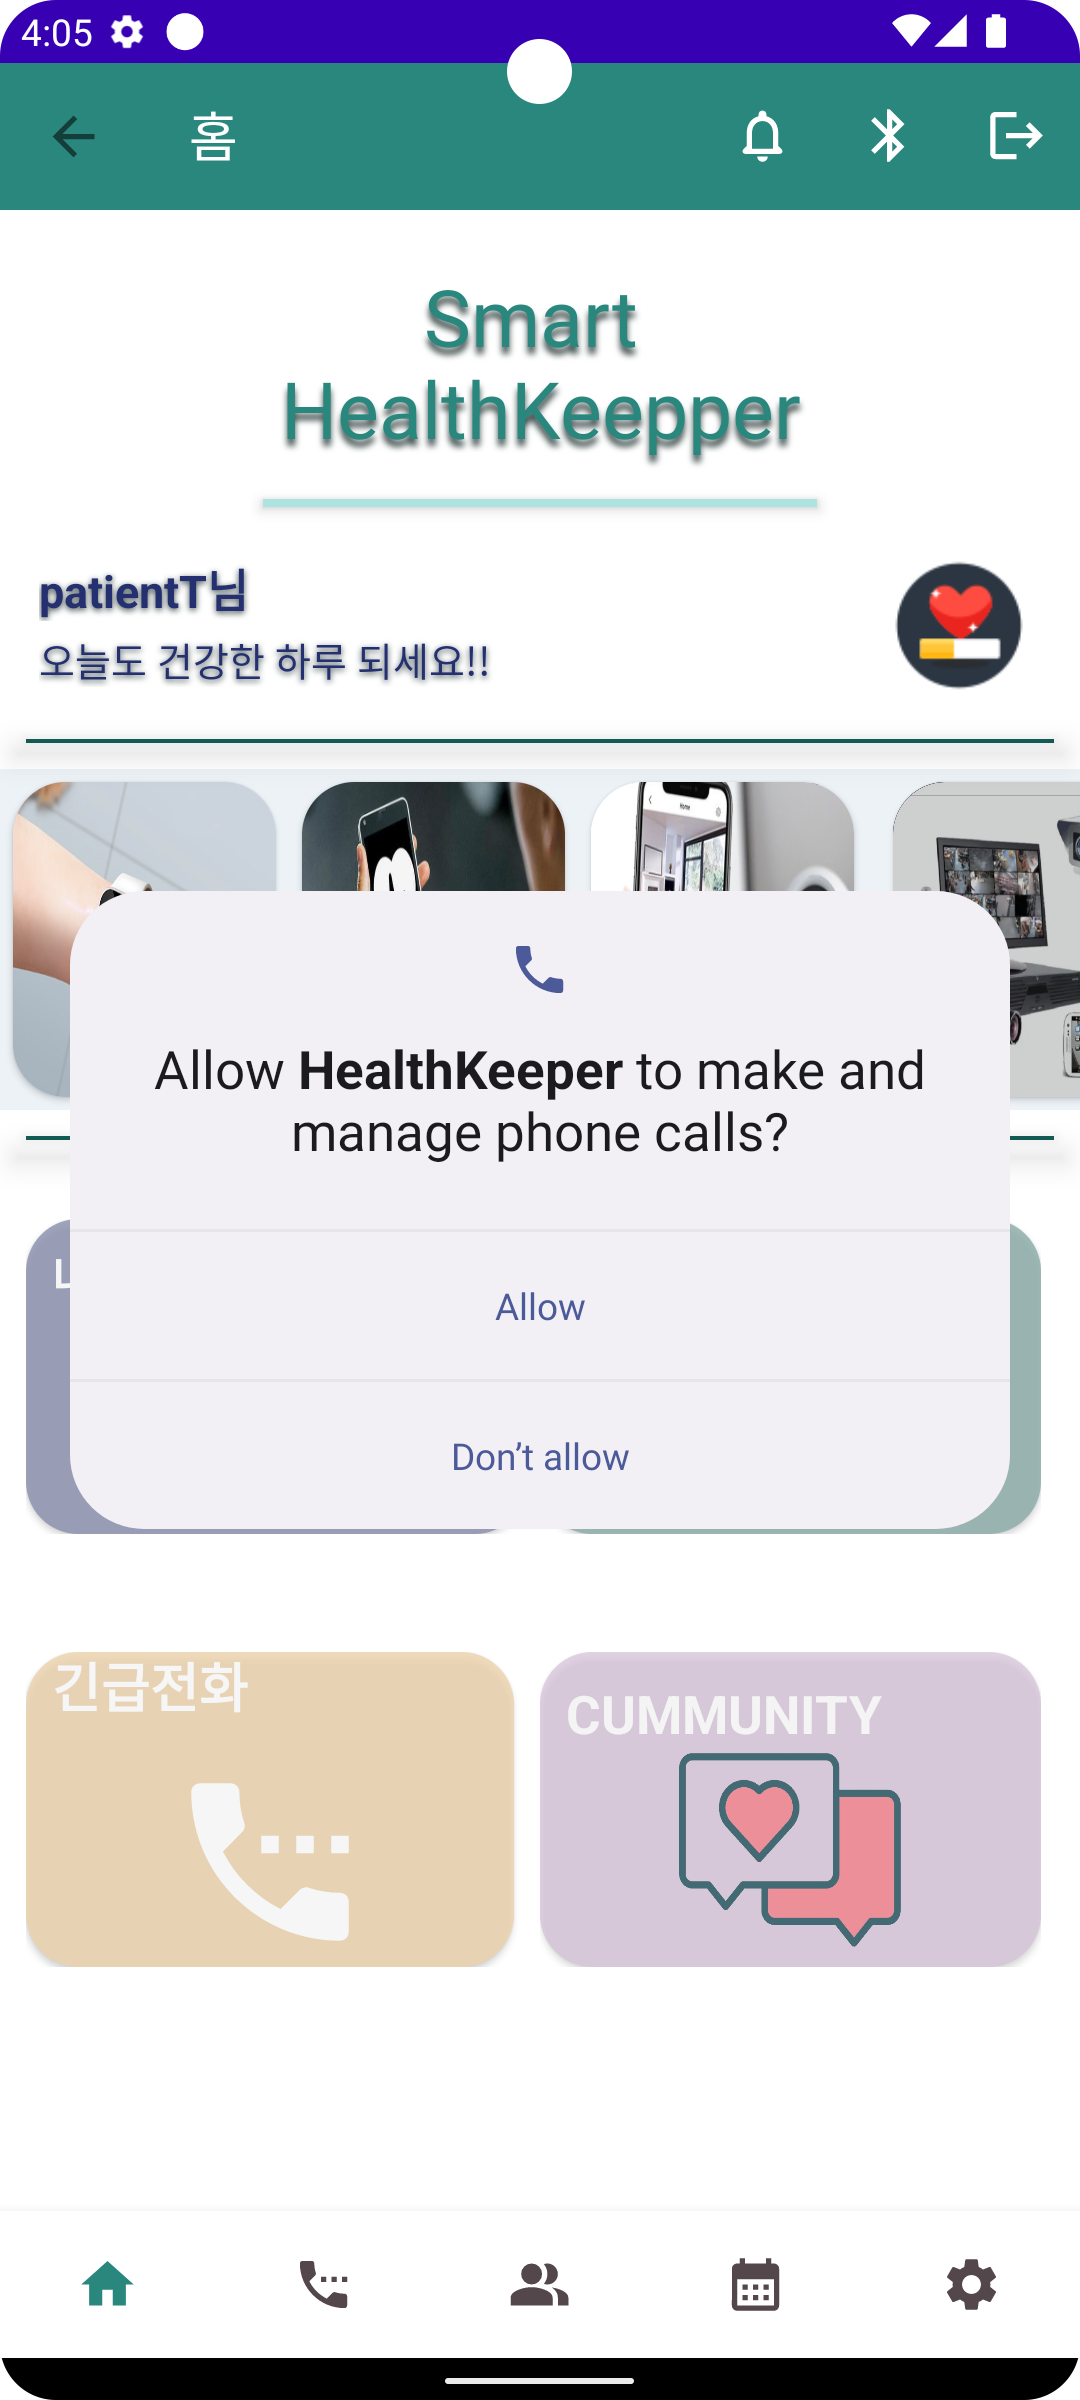 4:05
홈
Smart
HealthKeepper
patientT님
오늘도 건강한 하루 되세요!!
Home
Allow HealthKeeper to make and
manage phone calls?
Allow
Don’t allow
긴급전화
CUMMUNITY